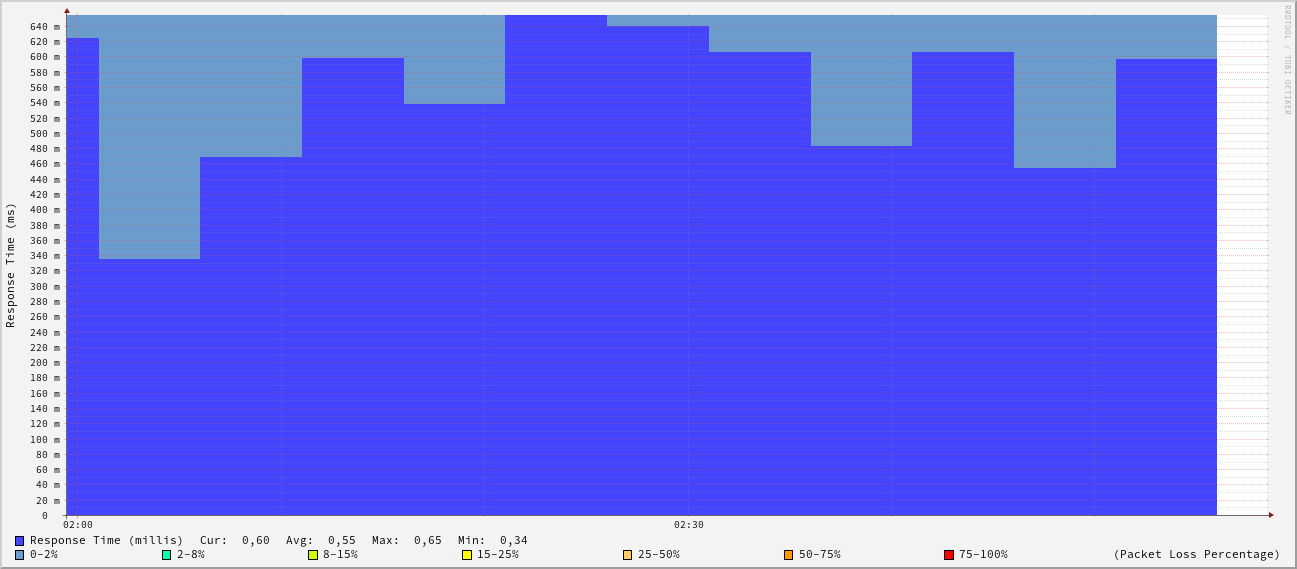 RRDTOOL / TOBI OETIKER
Response Time (ms)
640 m
620 m
600 m
580 m
560 m
540 m
520 m
500 m
480 m
460 m
440 m
420 m
400 m
380 m
360 m
340 m
320 m
300 m
280 m
260 m
240 m
220 m
200 m
180 m
160 m
140 m
120 m
100 m
80 m
60 m
40 m
20 m
0
02:00 02:30
Response Time (millis) Cur: 0,60 Avg: 0,55 Max: 0,65 Min: 0,34
0-2% 2-8% 8-15% 15-25% 25-50% 50-75% 75-100% (Packet Loss Percentage)